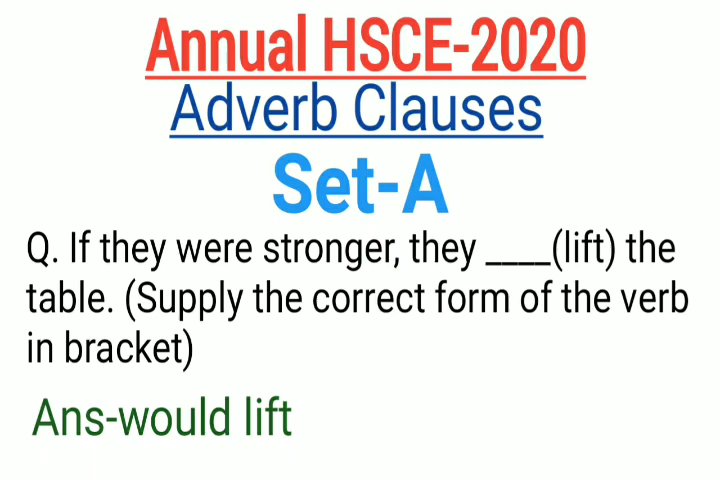 Annual HSCE-2020
Adverb Clauses
Set-A
Q. If they were stronger, they ____(lift) the
table. (Supply the correct form of the verb
in bracket)
Ans-would lift